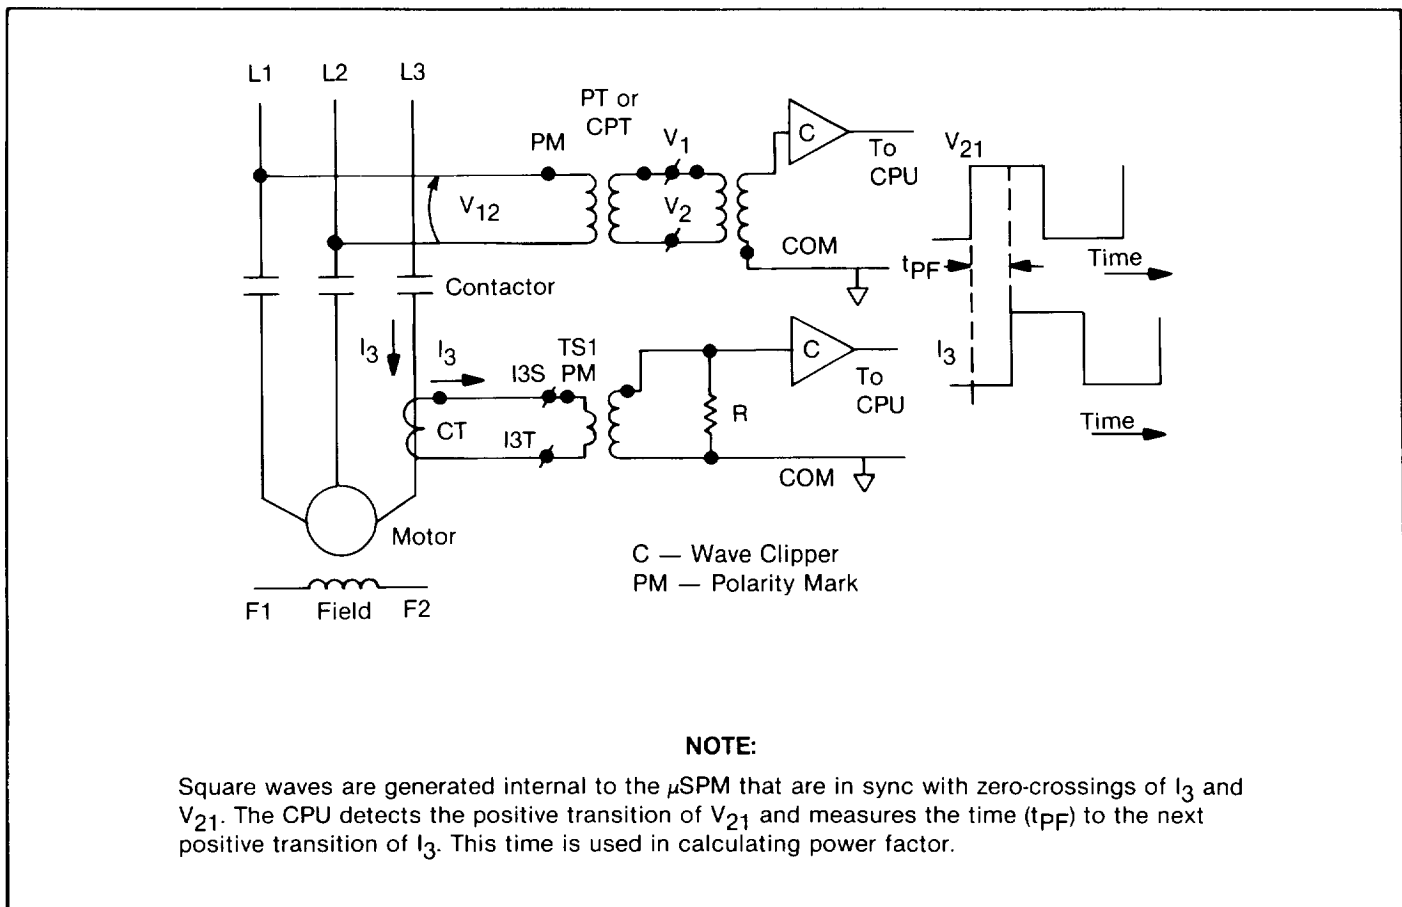 L1
L2
L3
PT or
CPT
PM
V1
V2
V12
C
To
CPU
COM
V21
tPF
Time
Contactor
I3
I3
I3S
TS1
PM
I3T
CT
R
C
To
CPU
COM
I3
Time
Motor
F1
Field
F2
C — Wave Clipper
PM — Polarity Mark
NOTE:
Square waves are generated internal to the µSPM that are in sync with zero-crossings of I3 and
V21. The CPU detects the positive transition of V21 and measures the time (tPF) to the next
positive transition of I3. This time is used in calculating power factor.